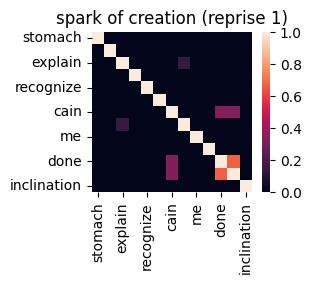 spark of creation (reprise 1)
stomach
explain
recognize
cain
me
done
inclination
1.0
0.8
0.6
0.4
0.2
0.0
stomach
explain
recognize
cain
me
done
inclination